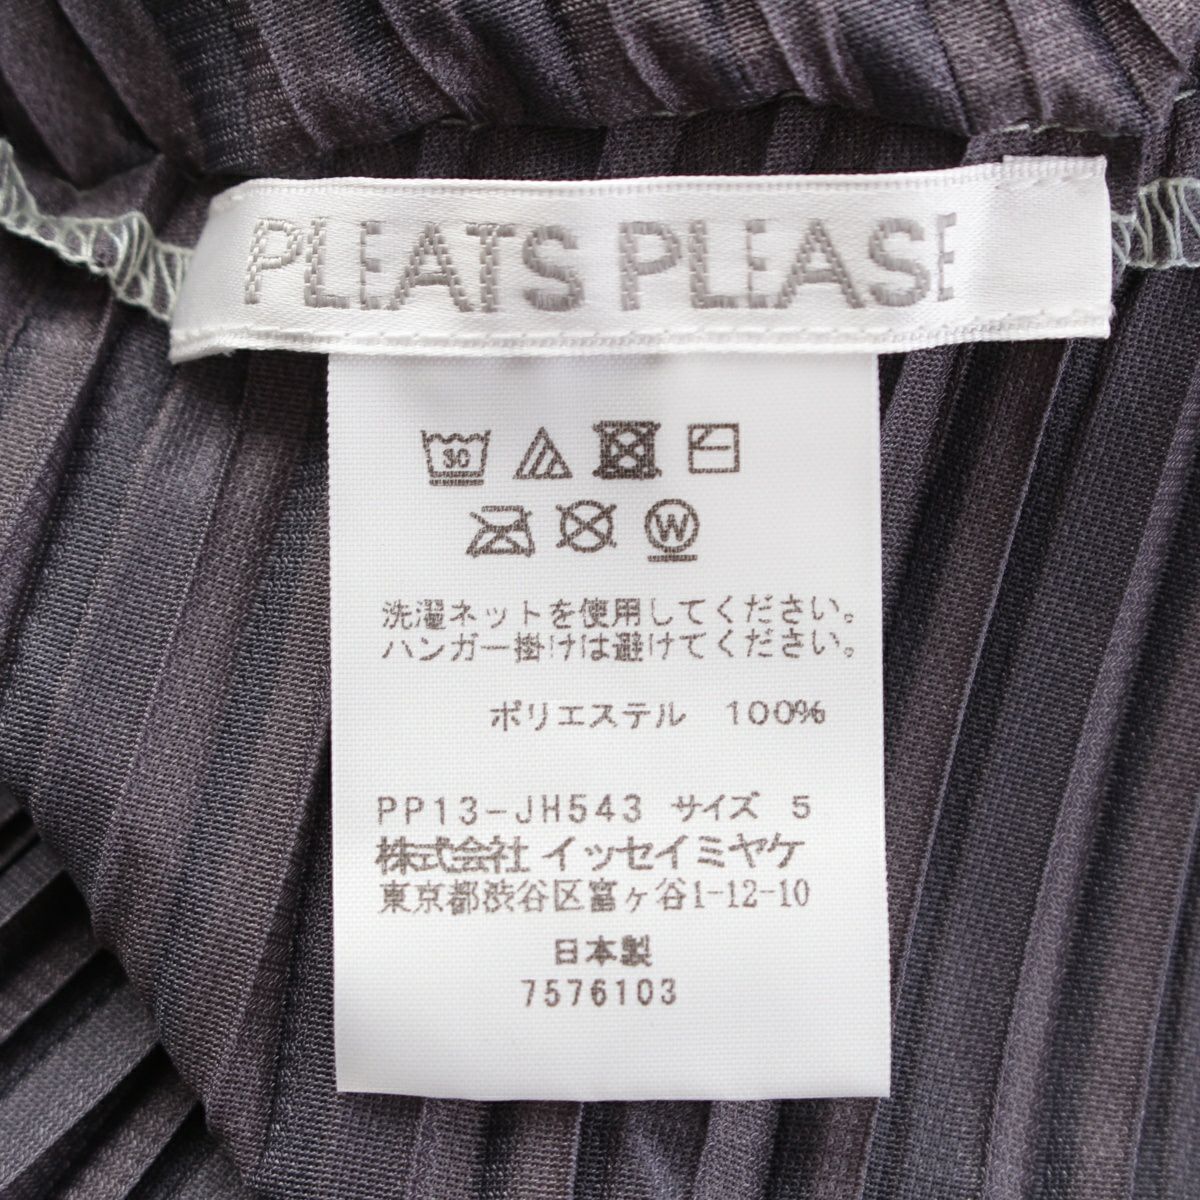 PLEATS PLEASE
30
W
洗濯ネットを使用してください。
ハンガー掛けは避けてください。
ポリエステル 100%
PP13-JH543 サイズ 5
株式会社 イッセイミヤケ
東京都渋谷区富ヶ谷1-12-10
日本製
7576103